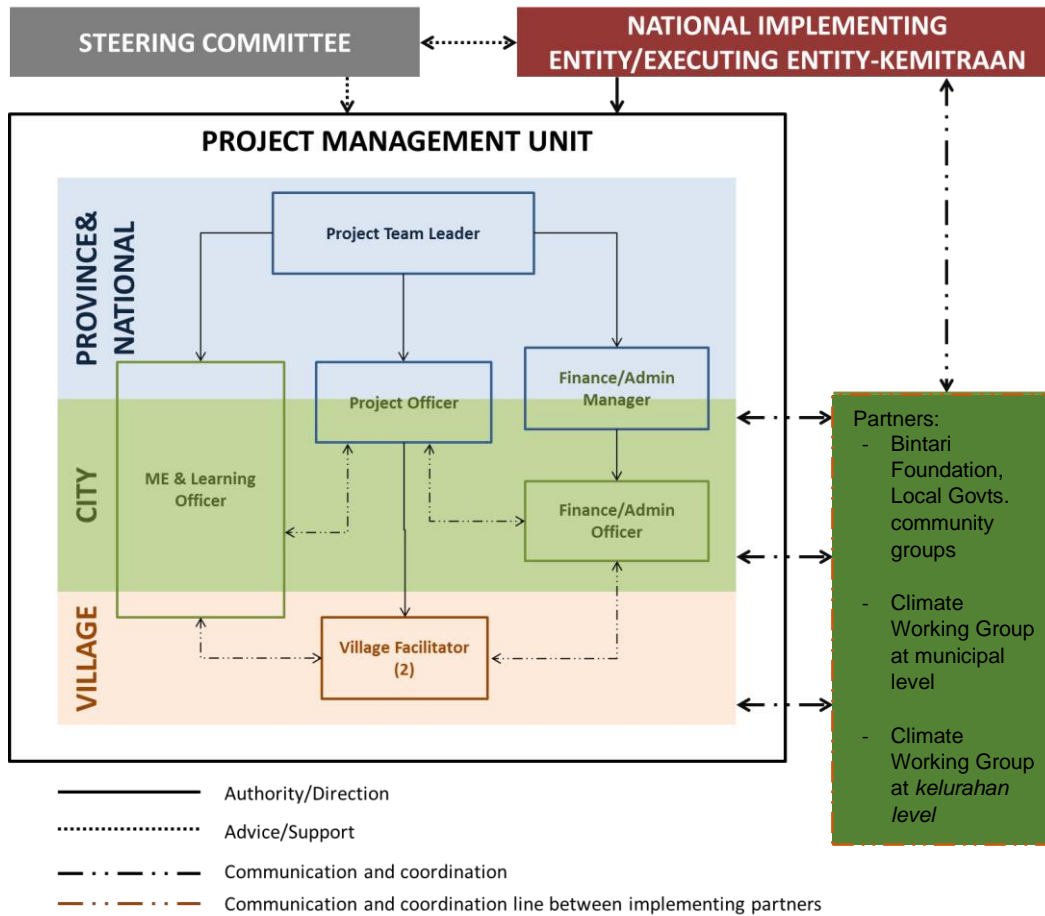 STEERING COMMITTEE
NATIONAL IMPLEMENTING
ENTITY/EXECUTING ENTITY-KEMITRAAN
PROJECT MANAGEMENT UNIT
PROVINCE&
NATIONAL
Project Team Leader
Project Officer
Finance/Admin
Manager
CITY
ME & Learning
Officer
Finance/Admin
Officer
VILLAGE
Village Facilitator
(2)
Partners:
- Bintari
Foundation,
Local Govts.
community
groups
- Climate
Working Group
at municipal
level
- Climate
Working Group
at kelurahan
level
Authority/Direction
Advice/Support
Communication and coordination
Communication and coordination line between implementing partners